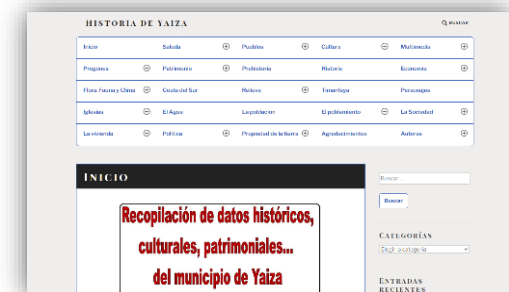 HISTORIA DE YAIZA
BUSCAR
Inicio Saluda Pueblos Cultura Multimedia
Pregones Patrimonio Prehistoria Historia Economía
Flora, Fauna y Clima Costa del Sur Relieve Timanfaya Personajes
Iglesias El Agua La población El poblamiento La Sociedad
La vivienda Política Propiedad de la tierra Agradecimientos Autores
INICIO
Buscar …
Buscar
Recopilación de datos históricos,
culturales, patrimoniales...
del municipio de Yaiza
CATEGORÍAS
Elegir la categoría
ENTRADAS
RECIENTES